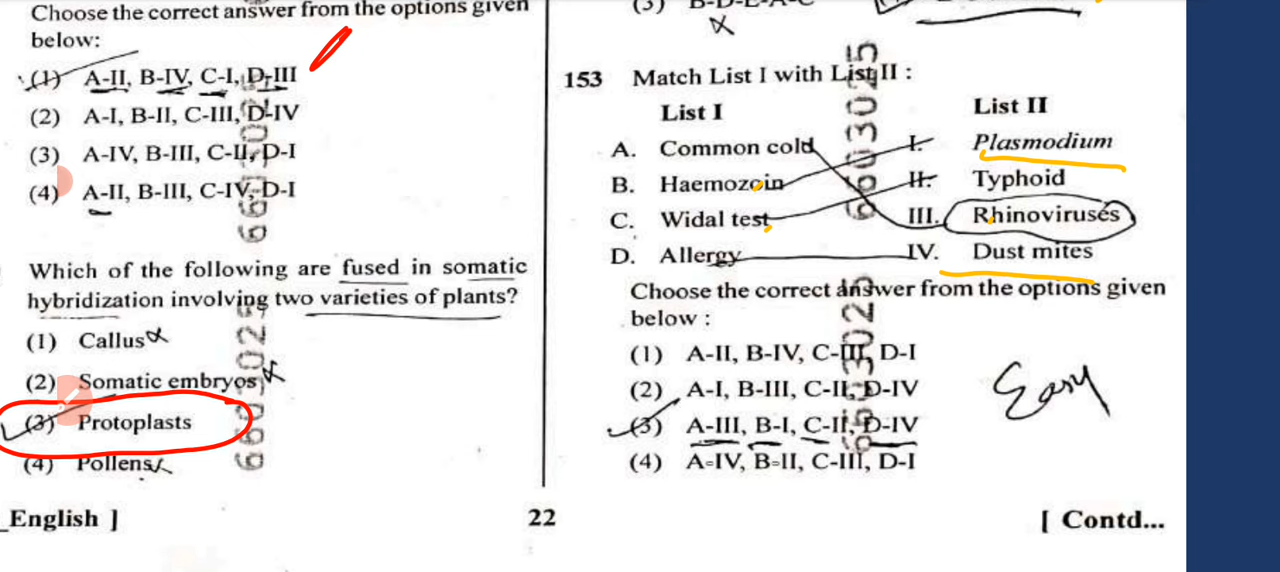 Choose the correct answer from the options given
below:
(1) A-II, B-IV, C-I, D-III
(2) A-I, B-II, C-III, D-IV
(3) A-IV, B-III, C-II, D-I
(4) A-II, B-III, C-IV, D-I
Which of the following are fused in somatic
hybridization involving two varieties of plants?
(1) Callus
(2) Somatic embryos
(3) Protoplasts
(4) Pollens
_English ]
22
(3) B-D-E-A-C
153 Match List I with List II :
List I List II
A. Common cold I. Plasmodium
B. Haemozoin II. Typhoid
C. Widal test III. Rhinoviruses
D. Allergy IV. Dust mites
Choose the correct answer from the options given
below :
(1) A-II, B-IV, C-III, D-I
(2) A-I, B-III, C-II, D-IV
(3) A-III, B-I, C-II, D-IV
(4) A-IV, B-II, C-III, D-I
Easy
[ Contd...
6603025